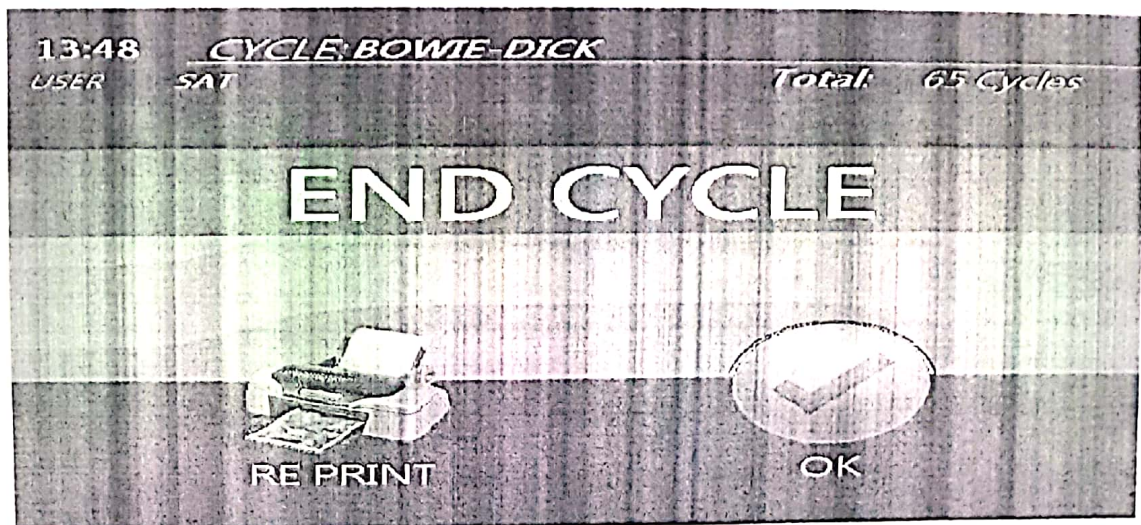 13:48 CYCLE: BOWIE-DICK
USER SAT Total: 65 Cycles
END CYCLE
RE PRINT OK